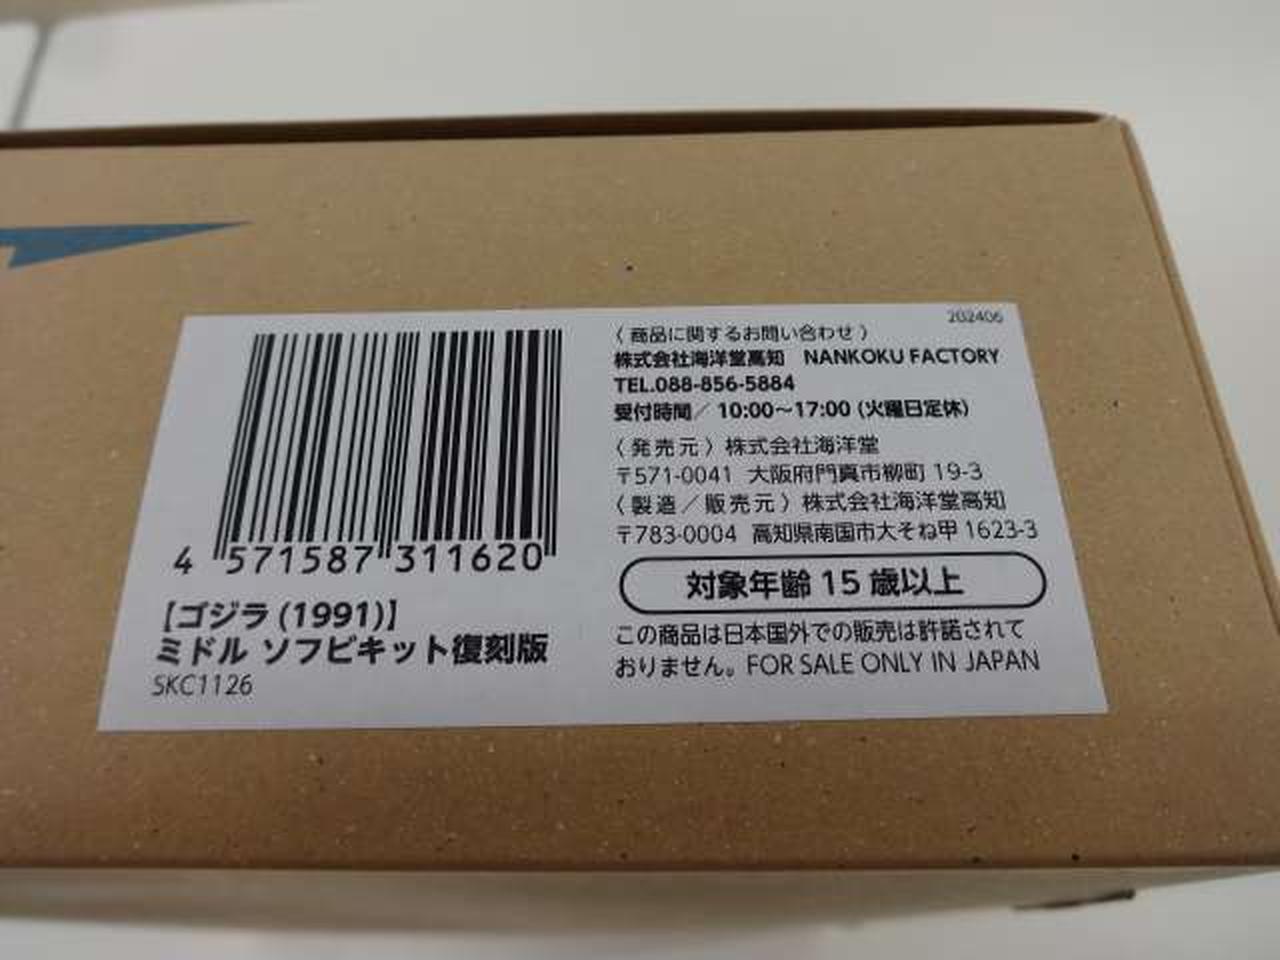 4 571587 311620
【ゴジラ (1991)】
ミドル ソフビキット復刻版
SKC1126
202406
〈 商品に関するお問い合わせ 〉
株式会社海洋堂高知 NANKOKU FACTORY
TEL.088-856-5884
受付時間／ 10:00～17:00 (火曜日定休)
〈 発売元 〉株式会社海洋堂
〒571-0041 大阪府門真市柳町 19-3
〈 製造 ／ 販売元 〉株式会社海洋堂高知
〒783-0004 高知県南国市大そね甲 1623-3
対象年齢 15 歳以上
この商品は日本国外での販売は許諾されて
おりません。FOR SALE ONLY IN JAPAN